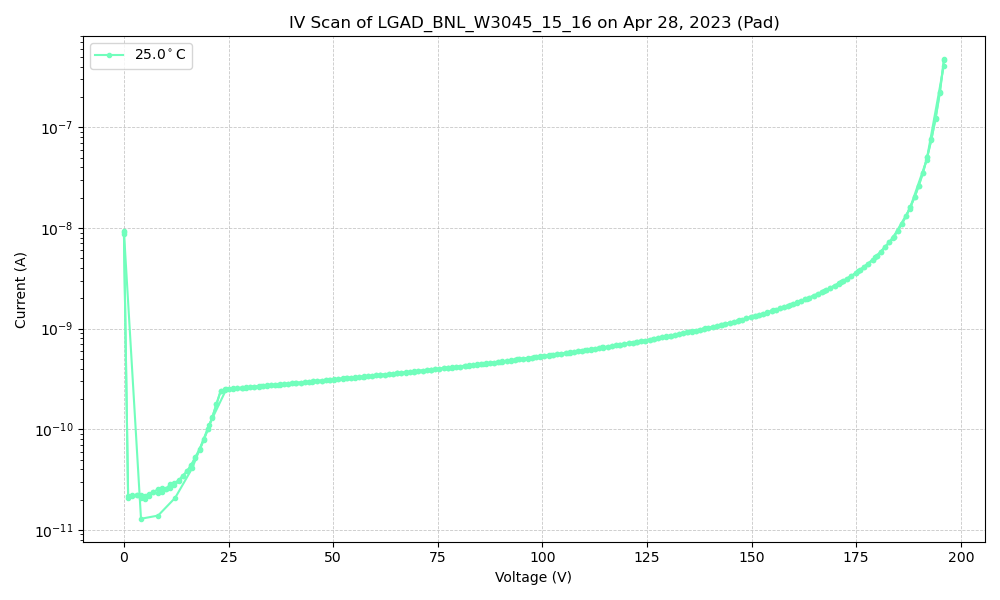 IV Scan of LGAD_BNL_W3045_15_16 on Apr 28, 2023 (Pad)
25.0°C
Current (A)
10⁻⁷
10⁻⁸
10⁻⁹
10⁻¹⁰
10⁻¹¹
0 25 50 75 100 125 150 175 200
Voltage (V)